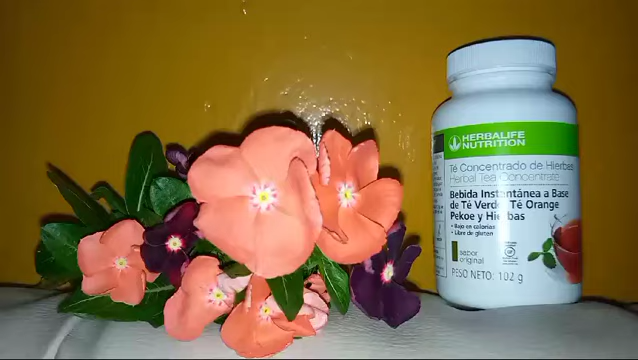 HERBALIFE
NUTRITION
Té Concentrado de Hierbas
Herbal Tea Concentrate
Bebida Instantánea a Base
de Té Verde, Té Orange
Pekoe y Hierbas
• Bajo en calorías
• Libre de gluten
sabor
original
PESO NETO: 102 g